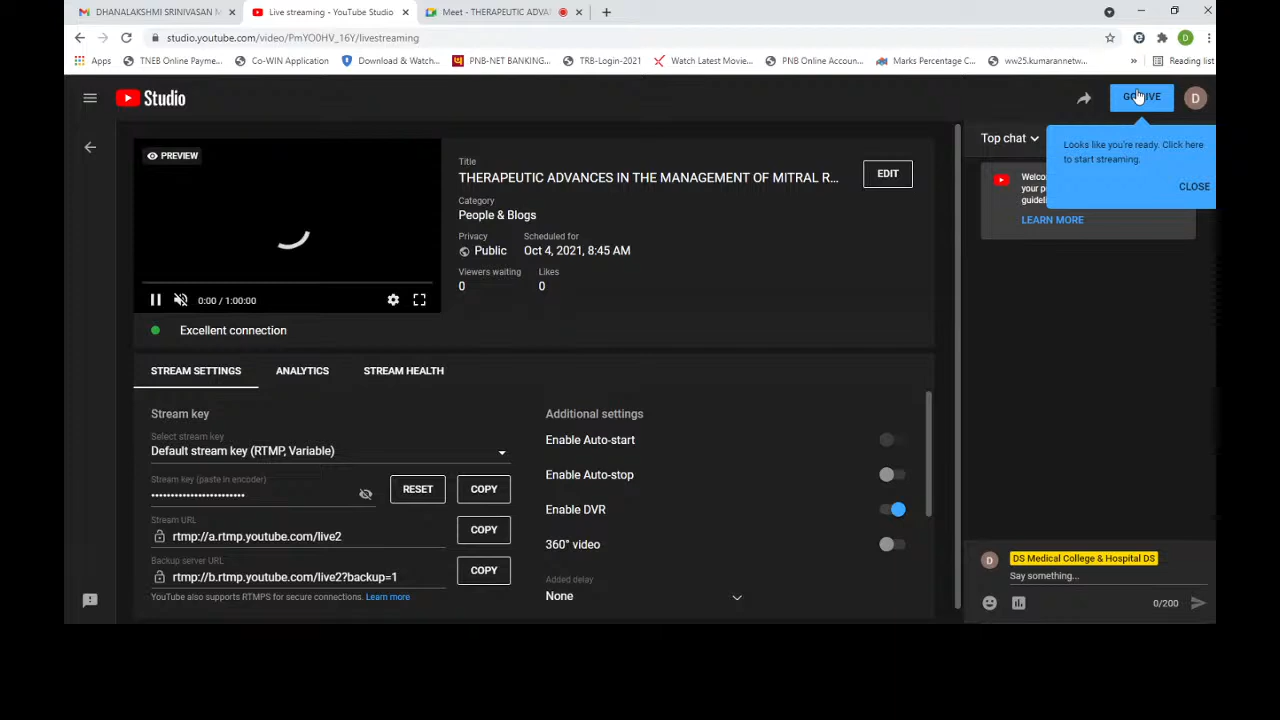 DHANALAKSHMI SRINIVASAN M
Live streaming - YouTube Studio
Meet - THERAPEUTIC ADVA
studio.youtube.com/video/PmYO0HV_16Y/livestreaming
D
Apps
TNEB Online Payme...
Co-WIN Application
Download & Watch...
PNB-NET BANKING...
TRB-Login-2021
Watch Latest Movie...
PNB Online Accoun...
Marks Percentage C...
ww25.kumarannetw...
»
Reading list
Studio
D
PREVIEW
Title
THERAPEUTIC ADVANCES IN THE MANAGEMENT OF MITRAL R...
EDIT
Category
People & Blogs
Privacy
Scheduled for
Public
Oct 4, 2021, 8:45 AM
Viewers waiting
Likes
0
0
0:00 / 1:00:00
Excellent connection
Top chat
Looks like you're ready. Click here
to start streaming.
CLOSE
Welco
your p
guideli
LEARN MORE
STREAM SETTINGS
ANALYTICS
STREAM HEALTH
Stream key
Select stream key
Default stream key (RTMP, Variable)
Stream key (paste in encoder)
••••••••••••••••••••••••
RESET
COPY
Stream URL
rtmp://a.rtmp.youtube.com/live2
COPY
Backup server URL
rtmp://b.rtmp.youtube.com/live2?backup=1
COPY
YouTube also supports RTMPS for secure connections. Learn more
Additional settings
Enable Auto-start
Enable Auto-stop
Enable DVR
360° video
Added delay
None
D
DS Medical College & Hospital DS
Say something...
0/200